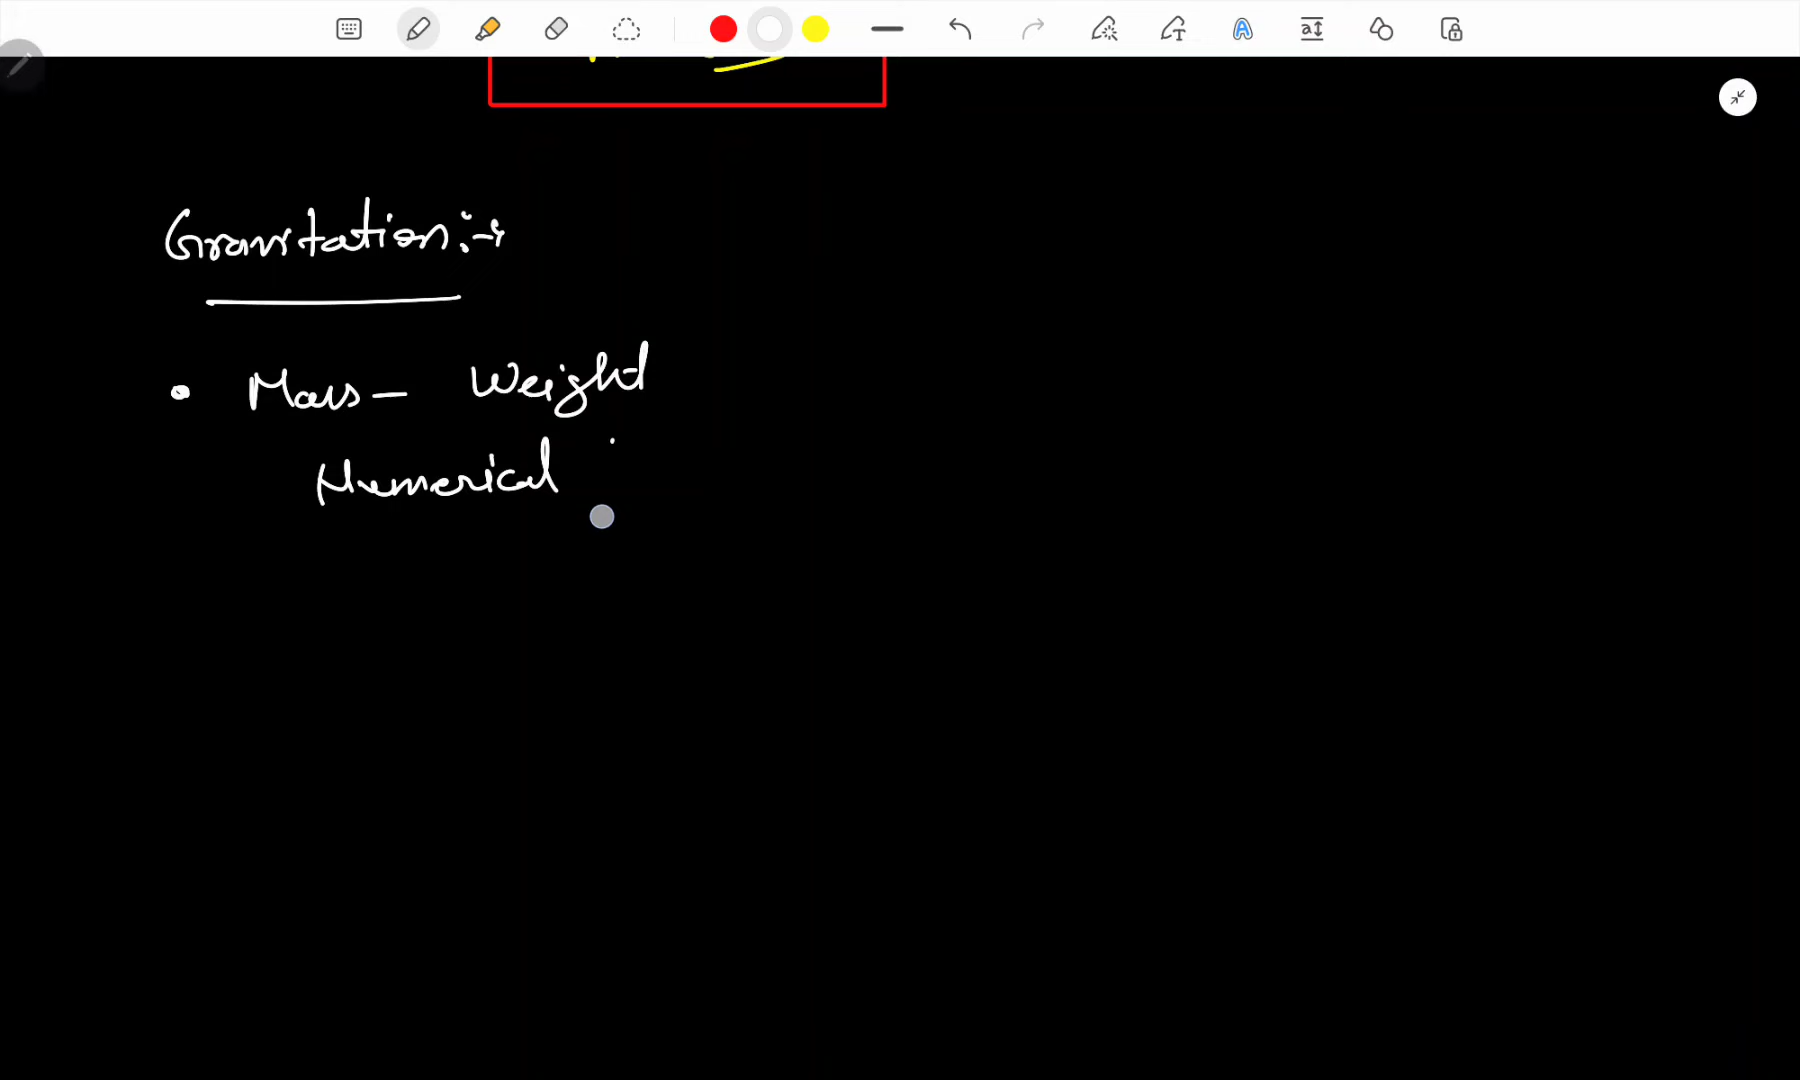 Gravitation:→
• Mass - Weight
Numerical